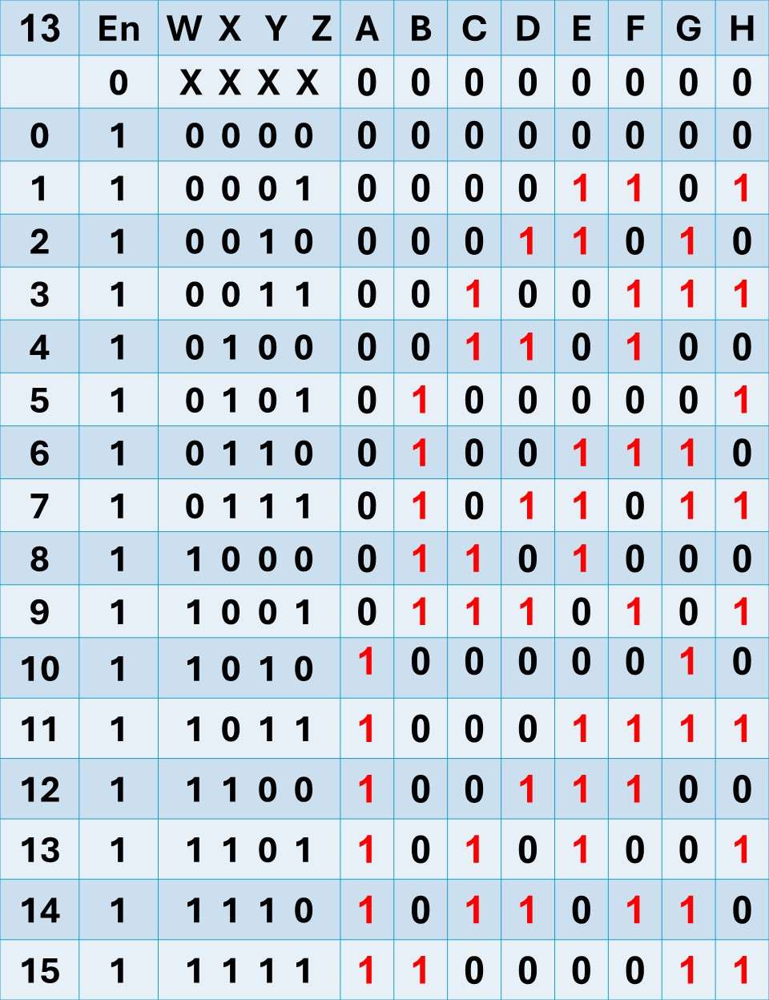 13 En W X Y Z A B C D E F G H
0 X X X X 0 0 0 0 0 0 0 0
0 1 0 0 0 0 0 0 0 0 0 0 0 0
1 1 0 0 0 1 0 0 0 0 1 1 0 1
2 1 0 0 1 0 0 0 0 1 1 0 1 0
3 1 0 0 1 1 0 0 1 0 0 1 1 1
4 1 0 1 0 0 0 0 1 1 0 1 0 0
5 1 0 1 0 1 0 1 0 0 0 0 0 1
6 1 0 1 1 0 0 1 0 0 1 1 1 0
7 1 0 1 1 1 0 1 0 1 1 0 1 1
8 1 1 0 0 0 0 1 1 0 1 0 0 0
9 1 1 0 0 1 0 1 1 1 0 1 0 1
10 1 1 0 1 0 1 0 0 0 0 0 1 0
11 1 1 0 1 1 1 0 0 0 1 1 1 1
12 1 1 1 0 0 1 0 0 1 1 1 0 0
13 1 1 1 0 1 1 0 1 0 1 0 0 1
14 1 1 1 1 0 1 0 1 1 0 1 1 0
15 1 1 1 1 1 1 1 0 0 0 0 1 1